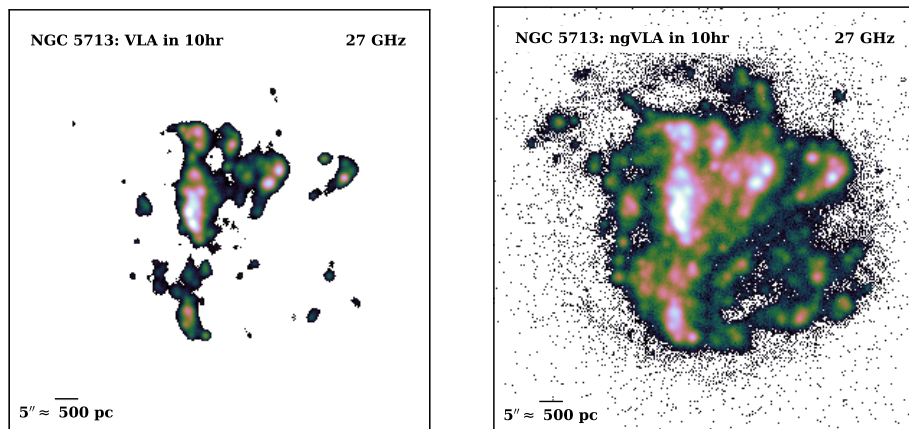 NGC 5713: VLA in 10hr 27 GHz
5″≈ 500 pc
NGC 5713: ngVLA in 10hr 27 GHz
5″≈ 500 pc